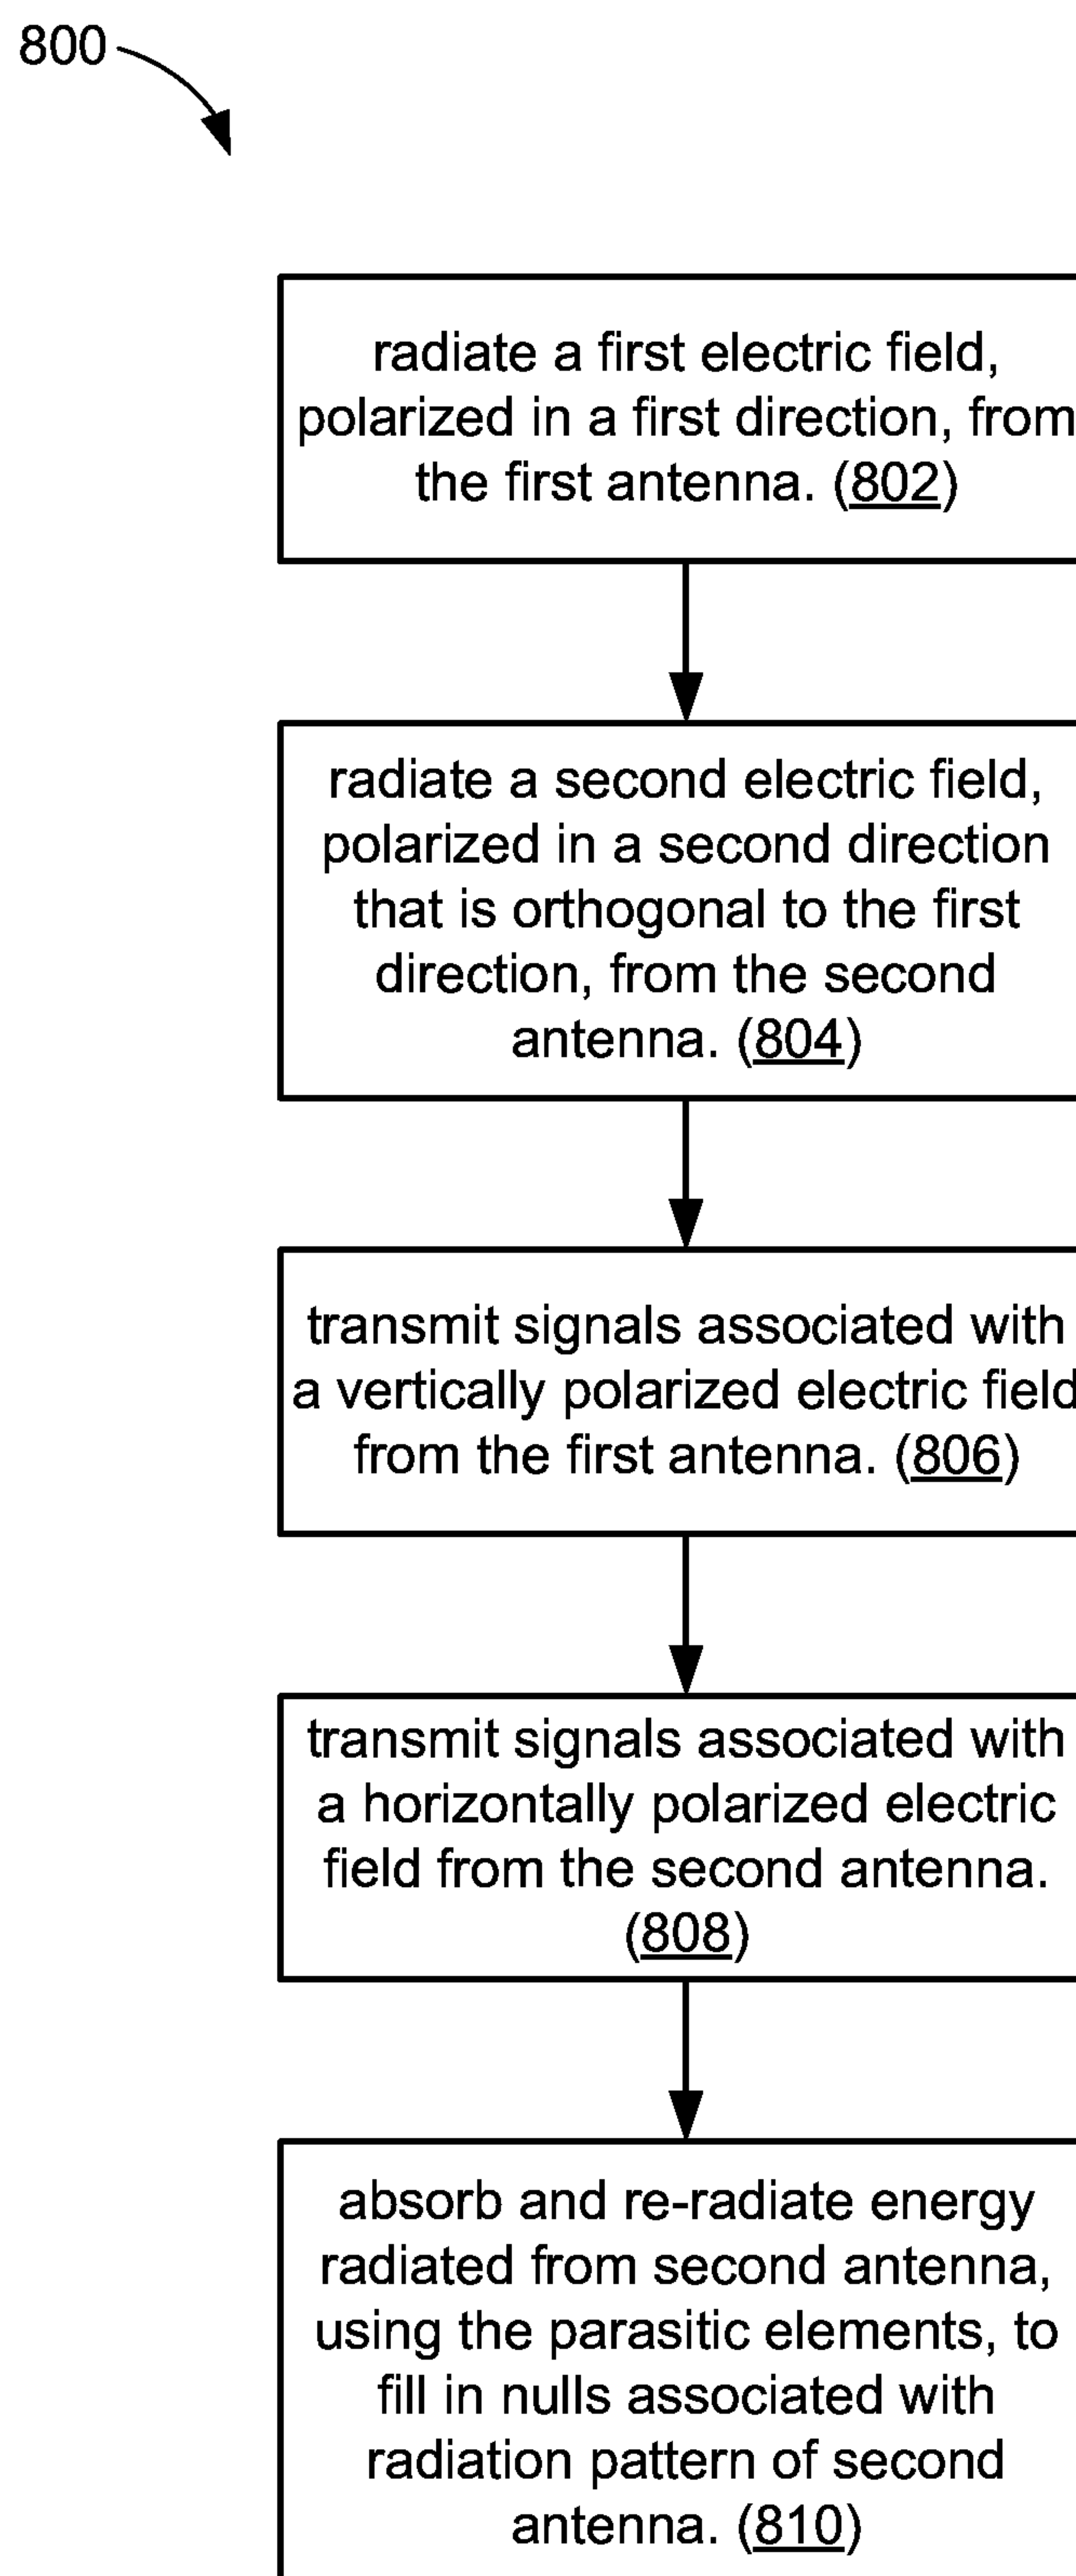 800
radiate a first electric field,
polarized in a first direction, from
the first antenna. (802)
radiate a second electric field,
polarized in a second direction
that is orthogonal to the first
direction, from the second
antenna. (804)
transmit signals associated with
a vertically polarized electric field
from the first antenna. (806)
transmit signals associated with
a horizontally polarized electric
field from the second antenna.
(808)
absorb and re-radiate energy
radiated from second antenna,
using the parasitic elements, to
fill in nulls associated with
radiation pattern of second
antenna. (810)